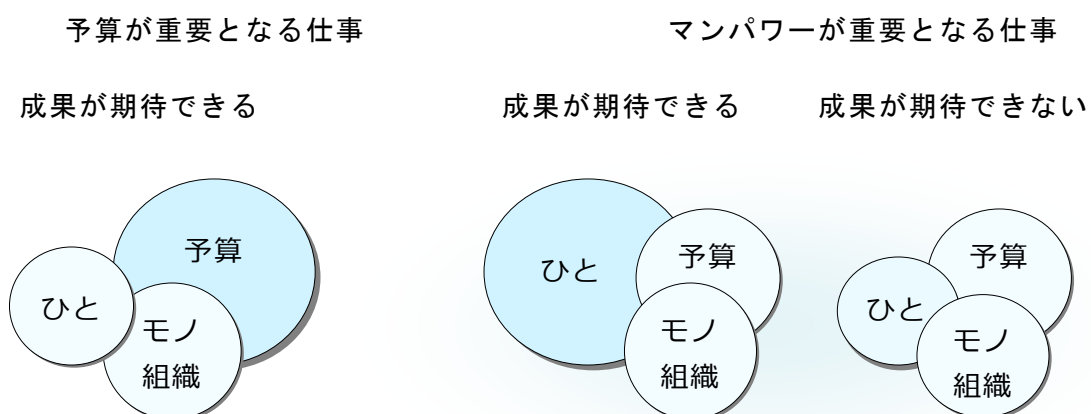 予算が重要となる仕事
マンパワーが重要となる仕事
成果が期待できる
成果が期待できる
成果が期待できない
予算
ひと
モノ
組織
ひと
予算
モノ
組織
予算
ひと
モノ
組織